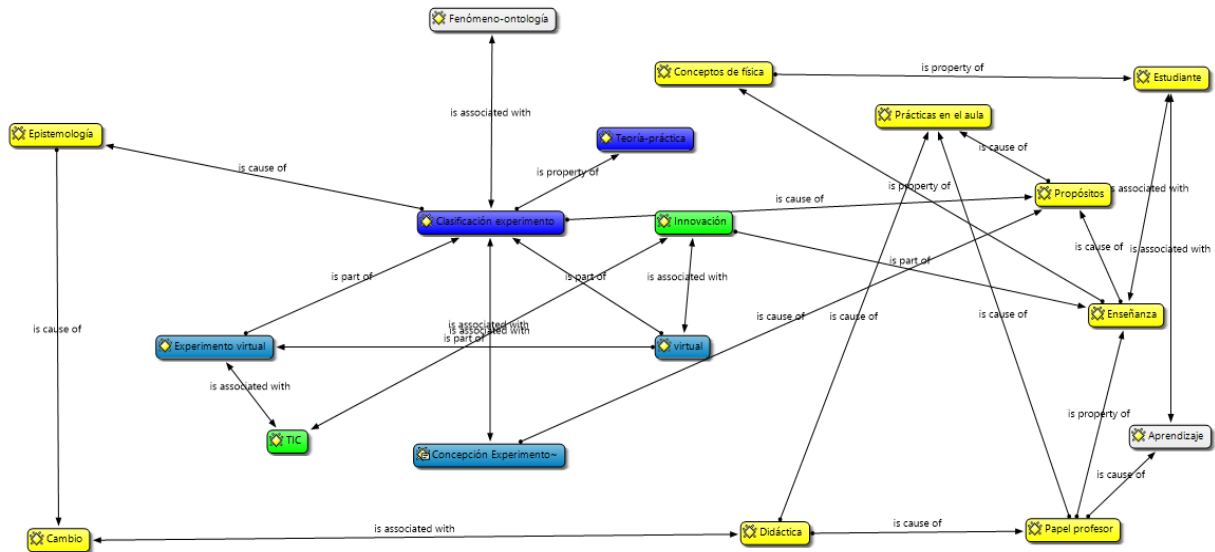 Fenómeno-ontología
Conceptos de física
is property of
Estudiante
is associated with
Prácticas en el aula
Epistemología
Teoría-práctica
is cause of
is cause of
is property of
is property of
Propósitos
is associated with
is cause of
Clasificación experimento
Innovación
is cause of
is associated with
is part of
is part of
is associated with
Enseñanza
is cause of
is cause of
is cause of
is cause of
is associated with
is associated with
is part of
Experimento virtual
virtual
is associated with
is property of
TIC
Aprendizaje
Concepción Experimento~
is cause of
is associated with
is cause of
Cambio
Didáctica
Papel profesor